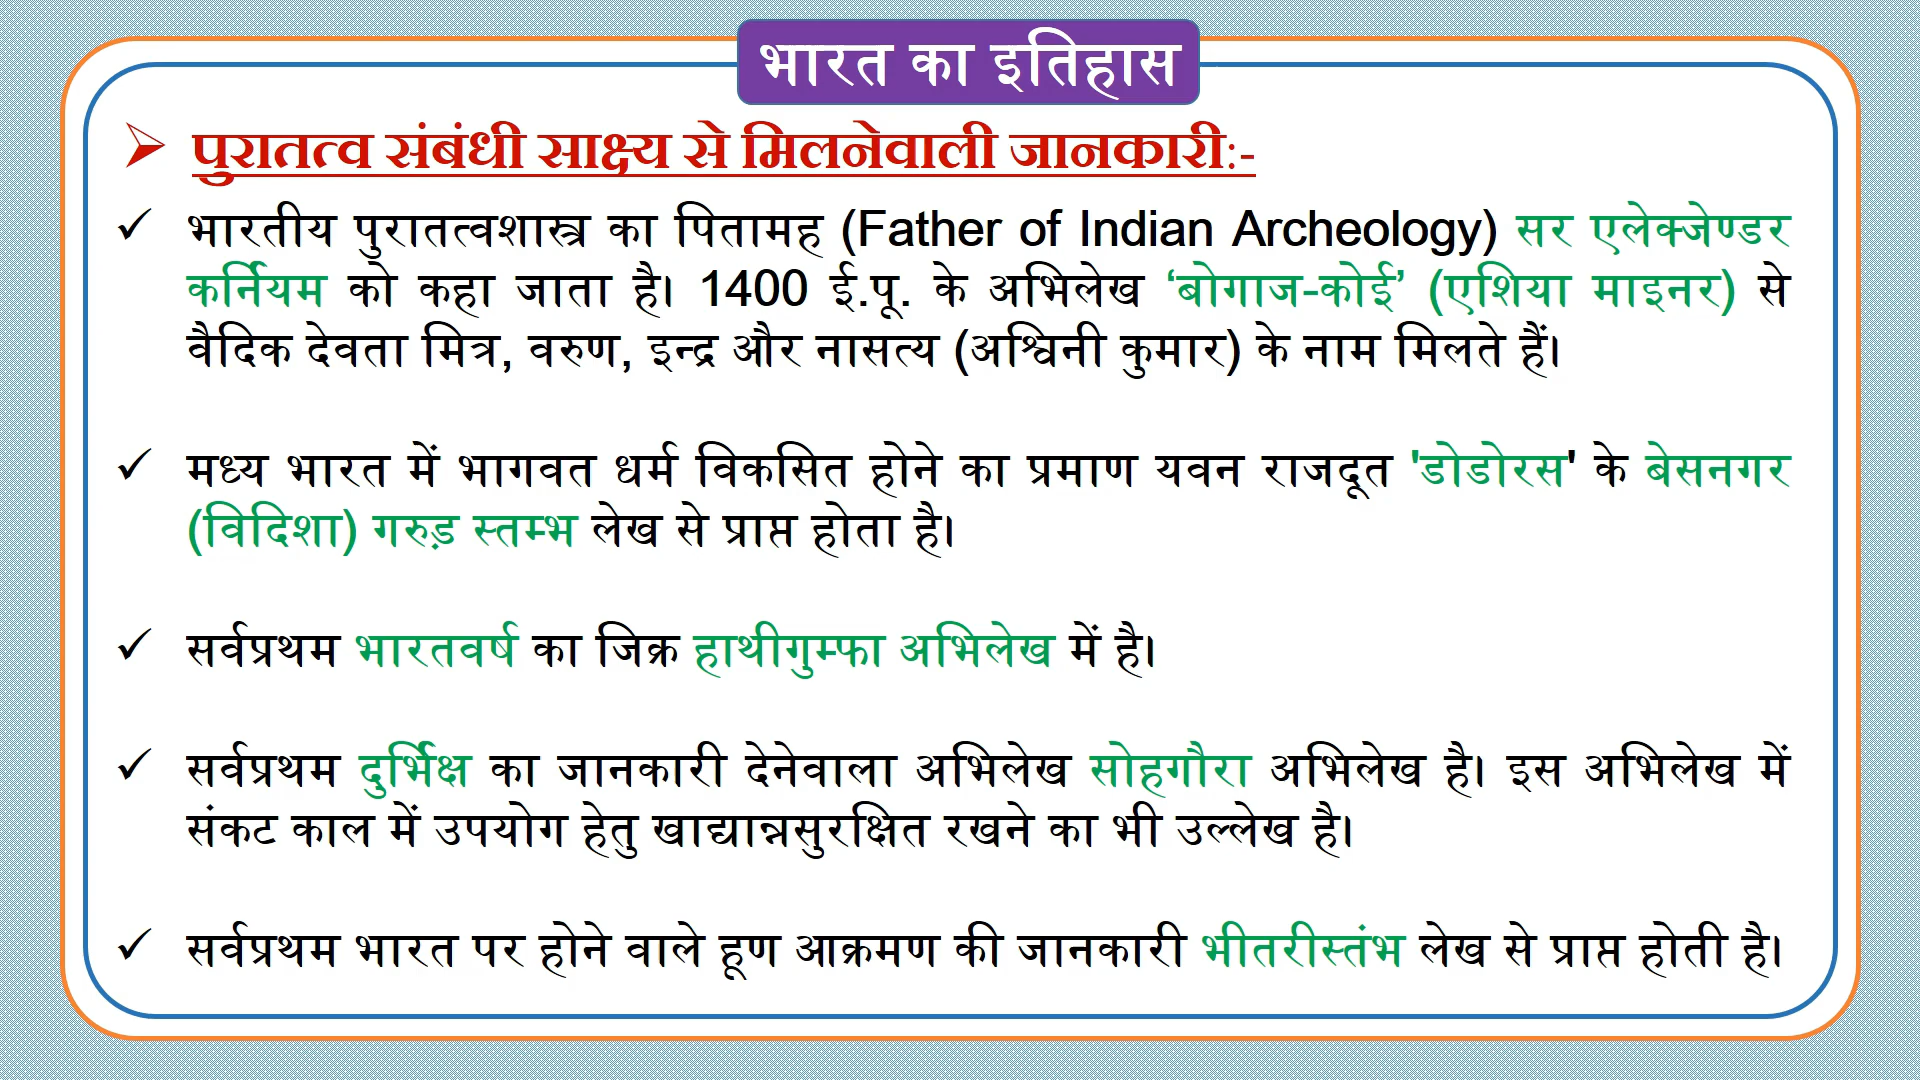 भारत का इतिहास
पुरातत्व संबंधी साक्ष्य से मिलनेवाली जानकारी:-
भारतीय पुरातत्वशास्त्र का पितामह (Father of Indian Archeology) सर एलेक्जेण्डर
कर्नियम को कहा जाता है। 1400 ई.पू. के अभिलेख ‘बोगाज-कोई’ (एशिया माइनर) से
वैदिक देवता मित्र, वरुण, इन्द्र और नासत्य (अश्विनी कुमार) के नाम मिलते हैं।
मध्य भारत में भागवत धर्म विकसित होने का प्रमाण यवन राजदूत 'डोडोरस' के बेसनगर
(विदिशा) गरुड़ स्तम्भ लेख से प्राप्त होता है।
सर्वप्रथम भारतवर्ष का जिक्र हाथीगुम्फा अभिलेख में है।
सर्वप्रथम दुर्भिक्ष का जानकारी देनेवाला अभिलेख सोहगौरा अभिलेख है। इस अभिलेख में
संकट काल में उपयोग हेतु खाद्यान्नसुरक्षित रखने का भी उल्लेख है।
सर्वप्रथम भारत पर होने वाले हूण आक्रमण की जानकारी भीतरीस्तंभ लेख से प्राप्त होती है।